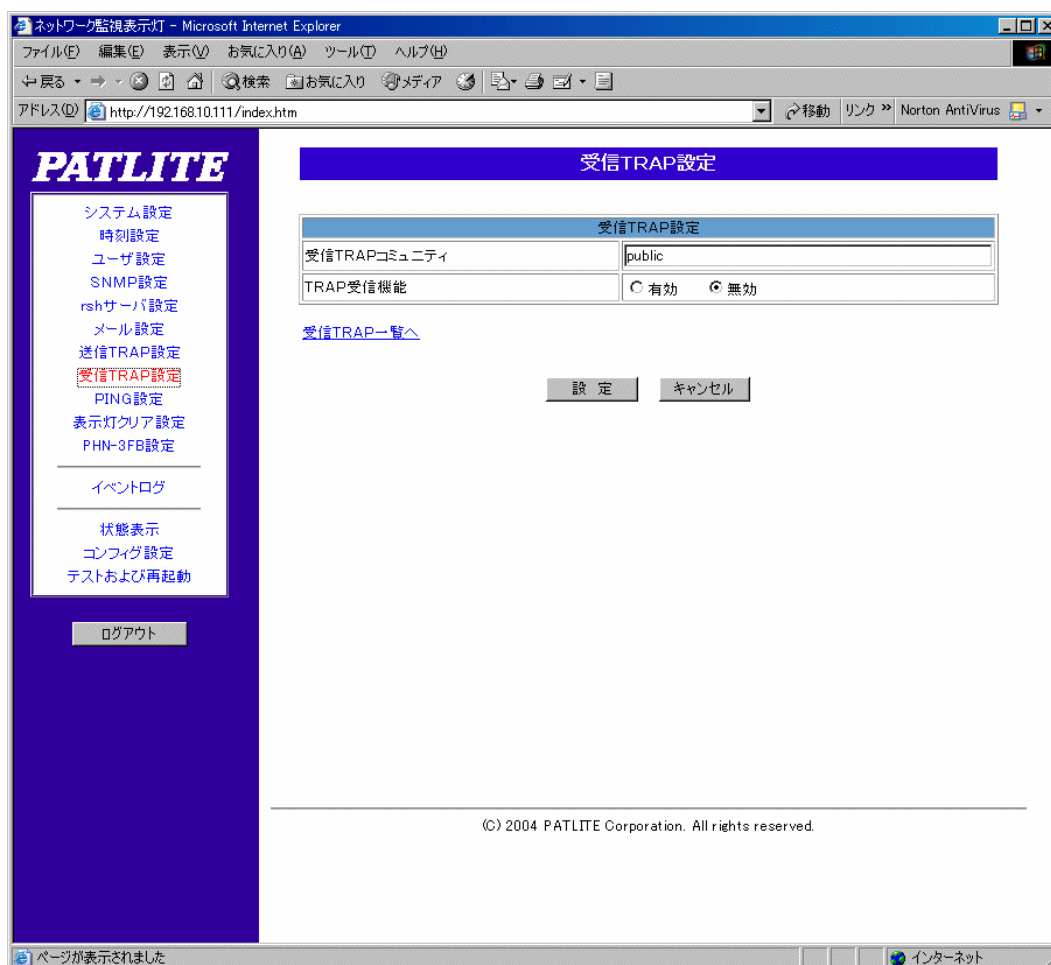 ネットワーク監視表示灯 - Microsoft Internet Explorer
ファイル(F) 編集(E) 表示(V) お気に入り(A) ツール(T) ヘルプ(H)
戻る 検索 お気に入り メディア
アドレス(D) http://192.168.10.111/index.htm 移動 リンク » Norton AntiVirus
PATLITE
システム設定
時刻設定
ユーザ設定
SNMP設定
rshサーバ設定
メール設定
送信TRAP設定
受信TRAP設定
PING設定
表示灯クリア設定
PHN-3FB設定
イベントログ
状態表示
コンフィグ設定
テストおよび再起動
ログアウト
受信TRAP設定
受信TRAP設定
受信TRAPコミュニティ public
TRAP受信機能 有効 無効
受信TRAP一覧へ
設 定 キャンセル
(C) 2004 PATLITE Corporation. All rights reserved.
ページが表示されました インターネット